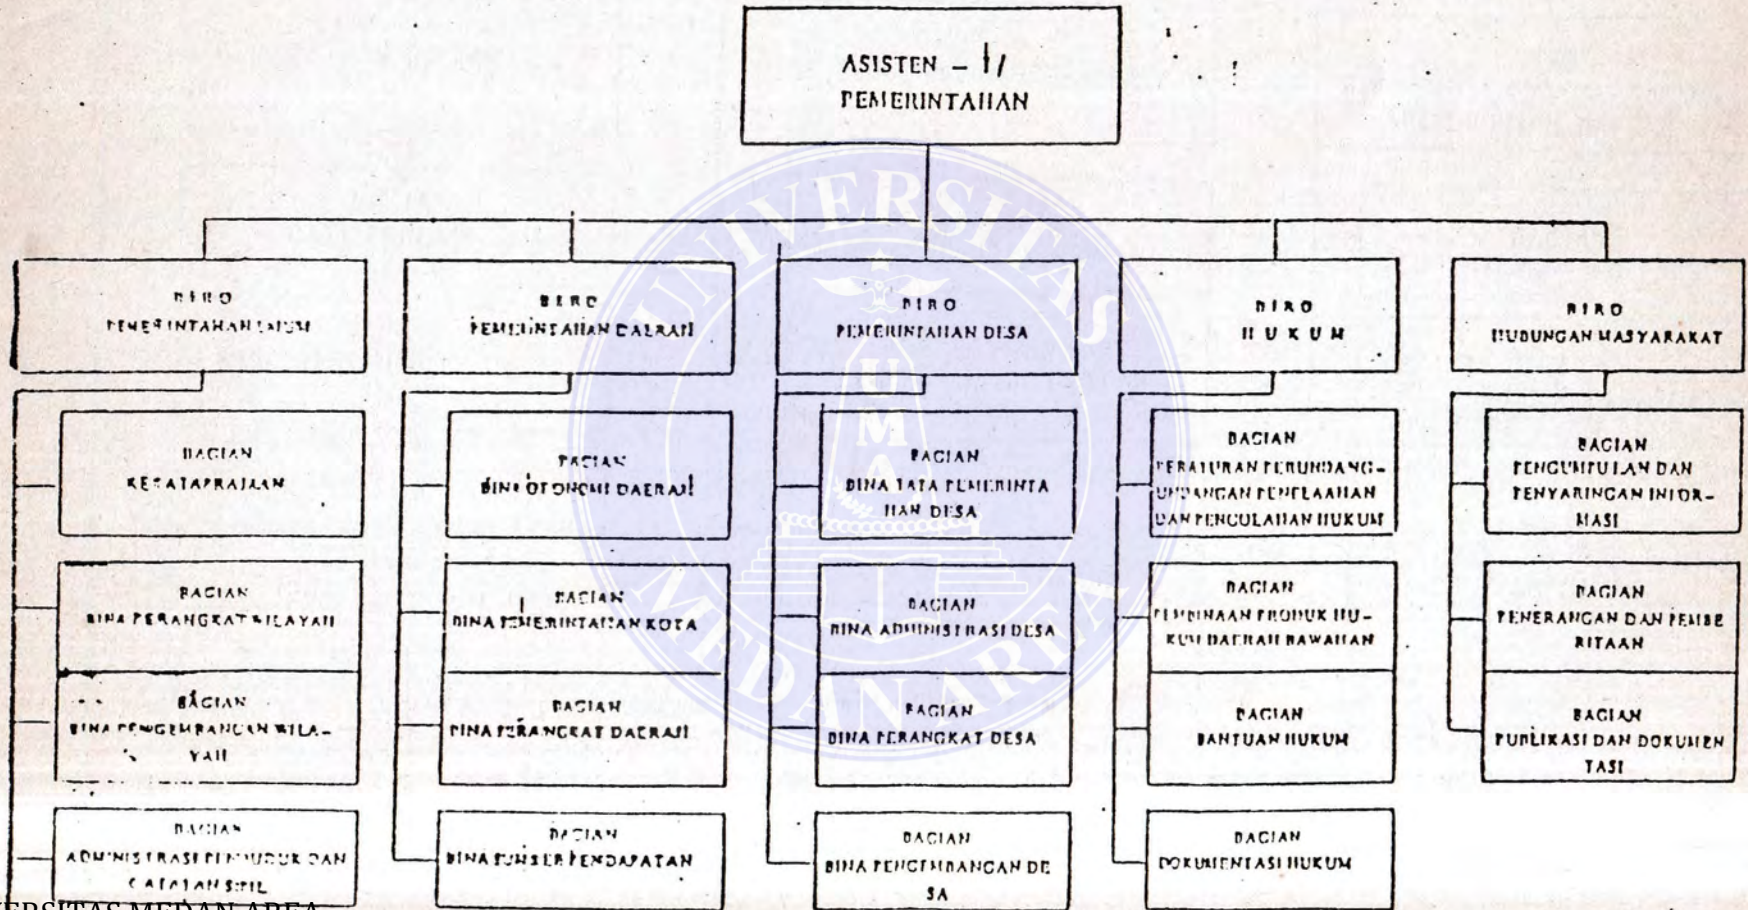 ASISTEN – I/
PEMERINTAHAN
BIRO
PEMERINTAHAN UMUM
BIRO
PEMERINTAHAN DAERAH
BIRO
PEMERINTAHAN DESA
BIRO
HUKUM
BIRO
HUBUNGAN MASYARAKAT
BAGIAN
KETATAPRAJAAN
BAGIAN
BINA OTONOMI DAERAH
BAGIAN
BINA TATA PEMERINTA
HAN DESA
BAGIAN
PERATURAN PERUNDANG–
UNDANGAN PENELAAHAN
DAN PENGOLAHAN HUKUM
BAGIAN
PENGUMPULAN DAN
PENYARINGAN INFOR–
MASI
BAGIAN
BINA PERANGKAT WILAYAH
BAGIAN
BINA PEMERINTAHAN KOTA
BAGIAN
BINA ADMINISTRASI DESA
BAGIAN
PEMBINAAN PRODUK HU–
KUM DAERAH BAWAHAN
BAGIAN
PENERANGAN DAN PEMBE
RITAAN
BAGIAN
BINA PENGEMBANGAN WILA–
YAH
BAGIAN
BINA PERANGKAT DAERAH
BAGIAN
BINA PERANGKAT DESA
BAGIAN
BANTUAN HUKUM
BAGIAN
PUBLIKASI DAN DOKUMEN
TASI
BAGIAN
ADMINISTRASI PENDUDUK DAN
CATATAN SIPIL
BAGIAN
BINA SUMBER PENDAPATAN
BAGIAN
BINA PENGEMBANGAN DE
SA
BAGIAN
DOKUMENTASI HUKUM
UNIVERSITAS
UMA
MEDAN AREA